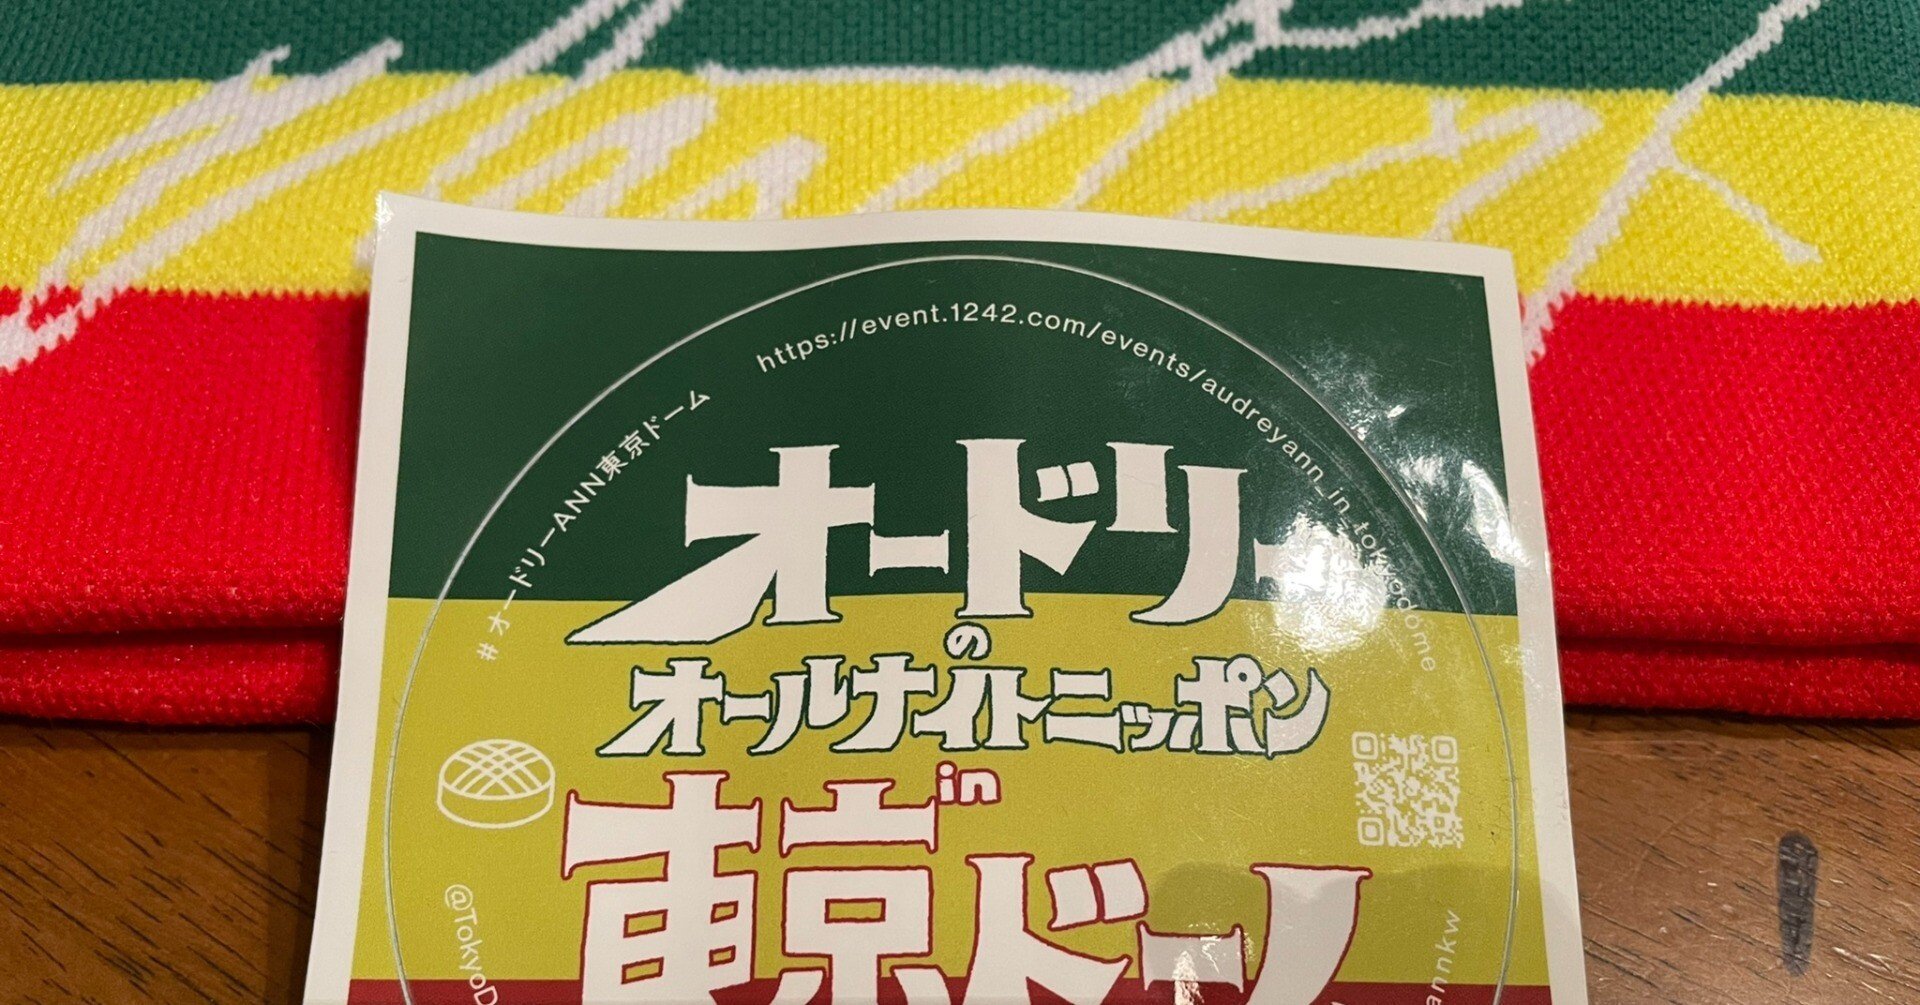 #オードリーANN東京ドーム
https://event.1242.com/events/audreyann_in_tokyodome
オードリー
の
オールナイトニッポン
in
東京ドー
@TokyoD
annkw